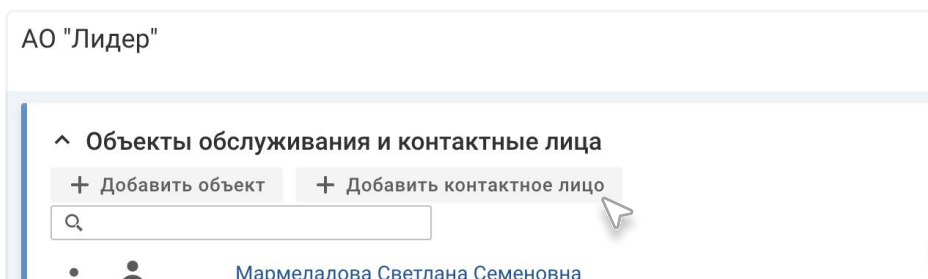 АО "Лидер"
Объекты обслуживания и контактные лица
+ Добавить объект + Добавить контактное лицо
Мармеладова Светлана Семеновна